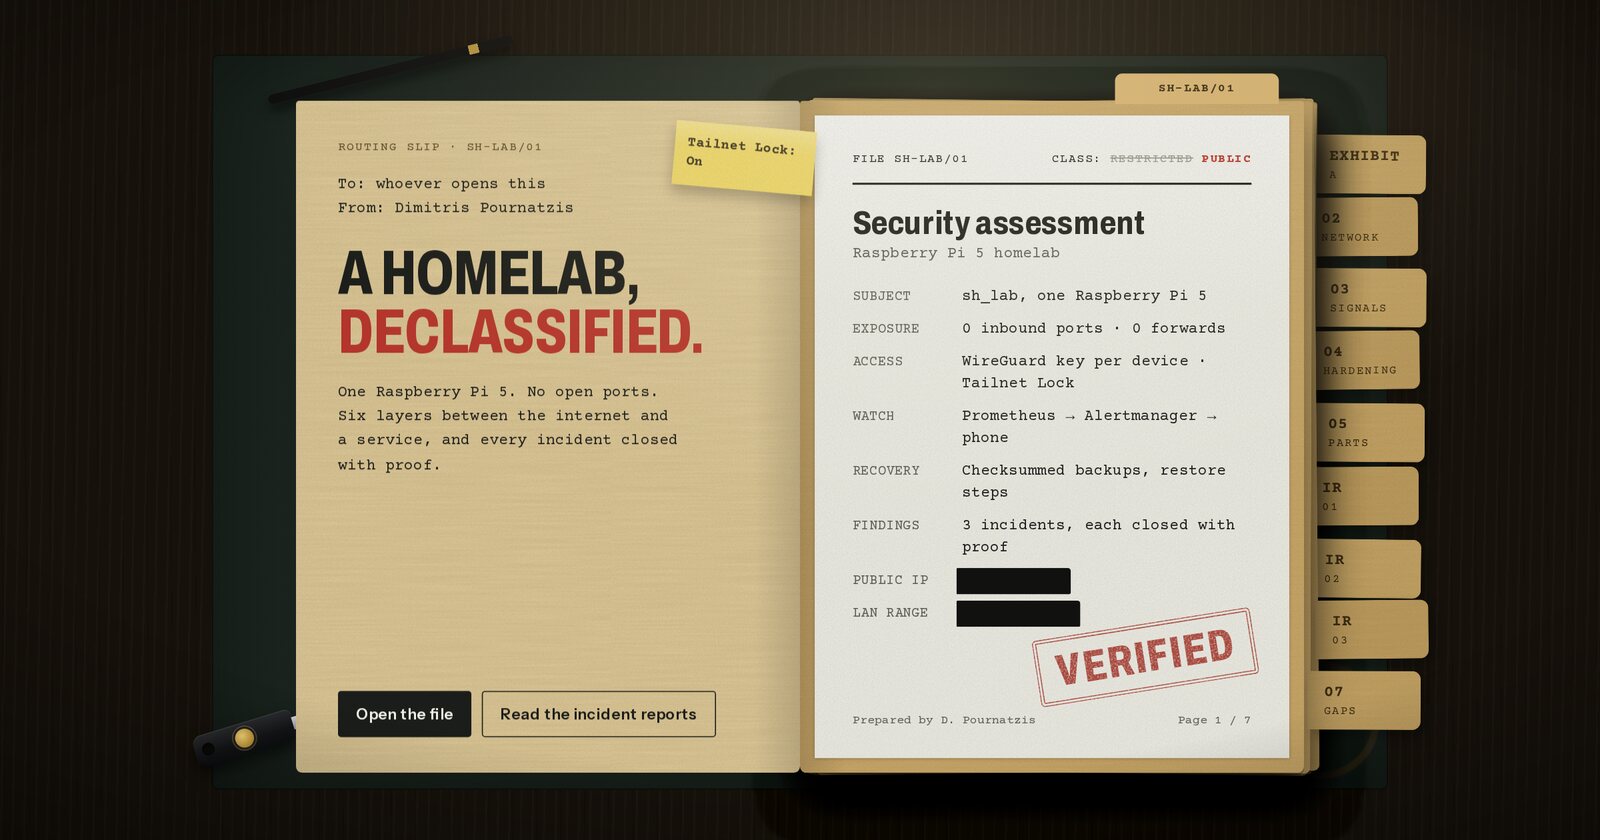 ROUTING SLIP · SH-LAB/01
To: whoever opens this
From: Dimitris Pournatzis
A HOMELAB,
DECLASSIFIED.
One Raspberry Pi 5. No open ports.
Six layers between the internet and
a service, and every incident closed
with proof.
Open the file
Read the incident reports
Tailnet Lock:
On
SH-LAB/01
FILE SH-LAB/01
CLASS: RESTRICTED PUBLIC
Security assessment
Raspberry Pi 5 homelab
SUBJECT sh_lab, one Raspberry Pi 5
EXPOSURE 0 inbound ports · 0 forwards
ACCESS WireGuard key per device ·
Tailnet Lock
WATCH Prometheus → Alertmanager →
phone
RECOVERY Checksummed backups, restore
steps
FINDINGS 3 incidents, each closed with
proof
PUBLIC IP
LAN RANGE
VERIFIED
Prepared by D. Pournatzis
Page 1 / 7
EXHIBIT
A
02
NETWORK
03
SIGNALS
04
HARDENING
05
PARTS
IR
01
IR
02
IR
03
07
GAPS